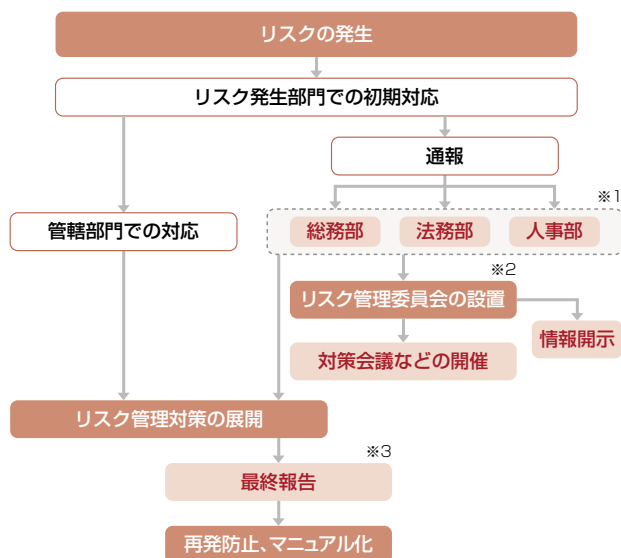 リスクの発生
リスク発生部門での初期対応
通報
※1
管轄部門での対応
総務部 法務部 人事部
※2
リスク管理委員会の設置
情報開示
対策会議などの開催
リスク管理対策の展開
※3
最終報告
再発防止、マニュアル化